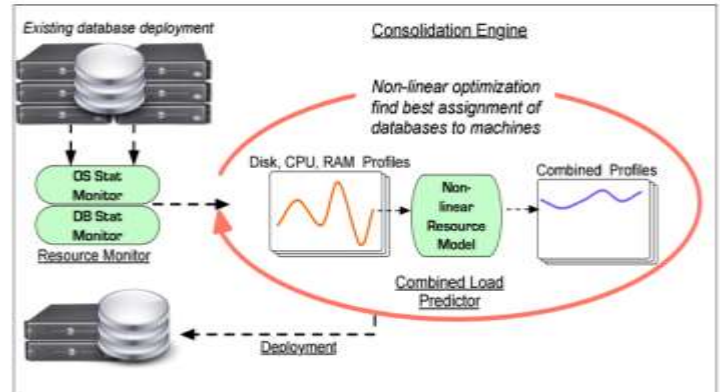 Existing database deployment
Consolidation Engine
Non-linear optimization
find best assignment of
databases to machines
Disk, CPU, RAM Profiles
Combined Profiles
OS Stat
Monitor
DB Stat
Monitor
Resource Monitor
Non-
linear
Resource
Model
Combined Load
Predictor
Deployment